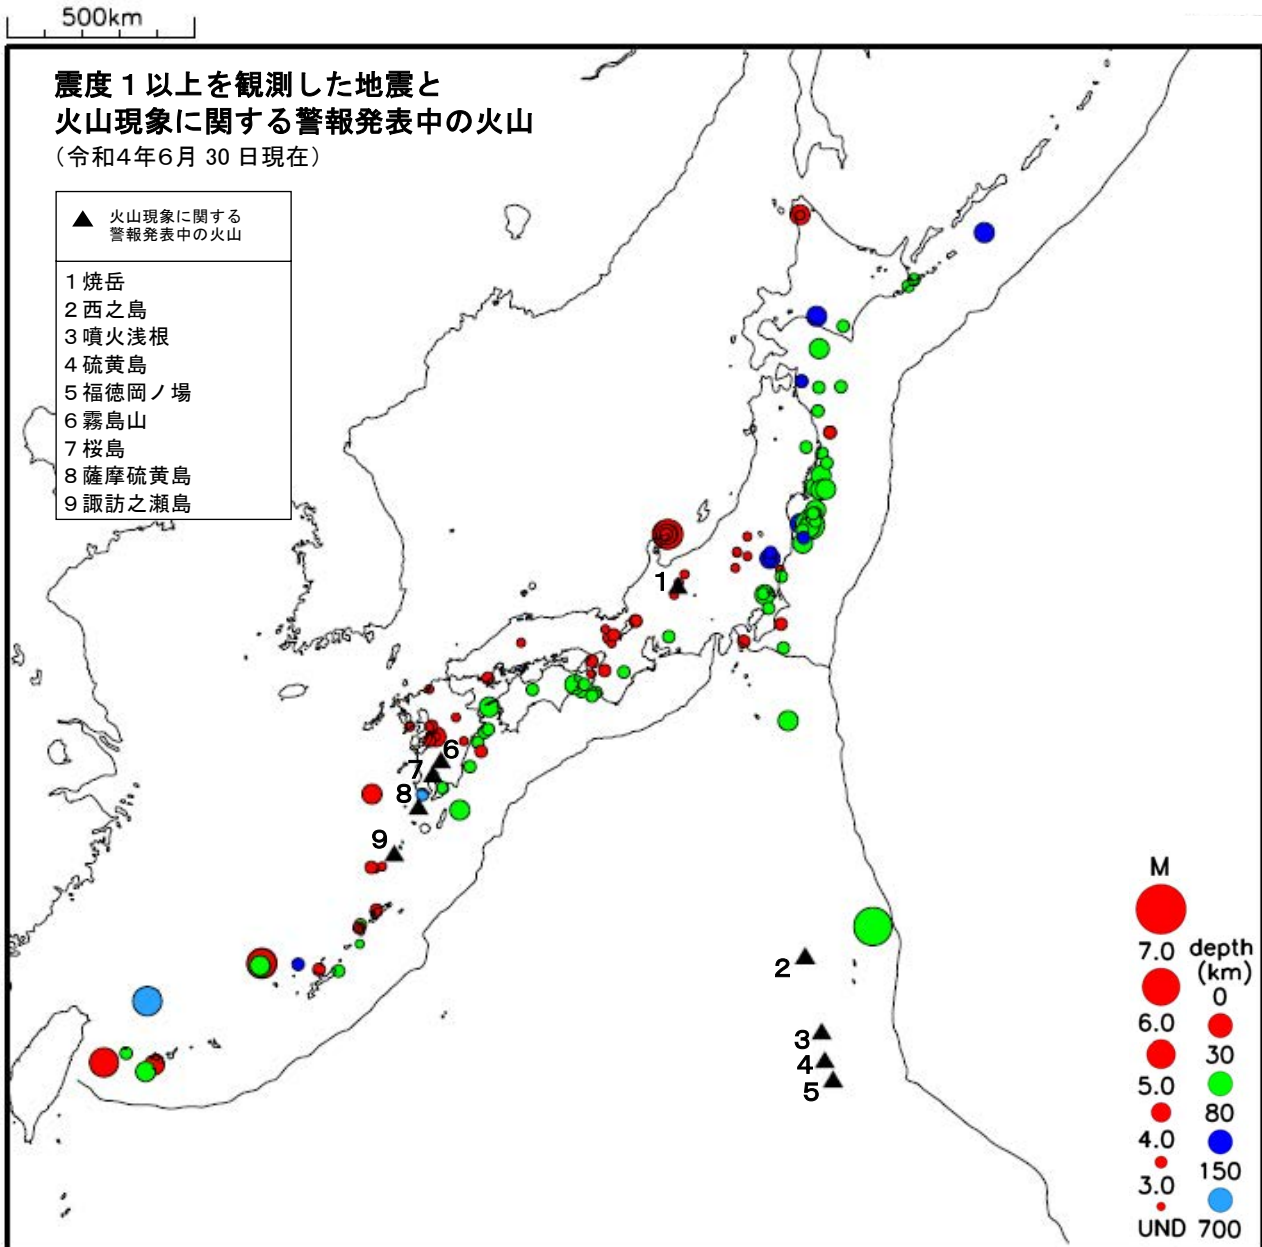 500km
震度１以上を観測した地震と
火山現象に関する警報発表中の火山
（令和４年６月 30 日現在）
▲ 火山現象に関する
警報発表中の火山
１焼岳
２西之島
３噴火浅根
４硫黄島
５福徳岡ノ場
６霧島山
７桜島
８薩摩硫黄島
９諏訪之瀬島
1
6
7
8
9
2
3
4
5
M
7.0
6.0
5.0
4.0
3.0
UND
depth
(km)
0
30
80
150
700